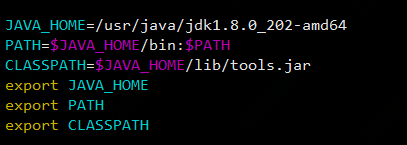 JAVA_HOME=/usr/java/jdk1.8.0_202-amd64
PATH=$JAVA_HOME/bin:$PATH
CLASSPATH=$JAVA_HOME/lib/tools.jar
export JAVA_HOME
export PATH
export CLASSPATH